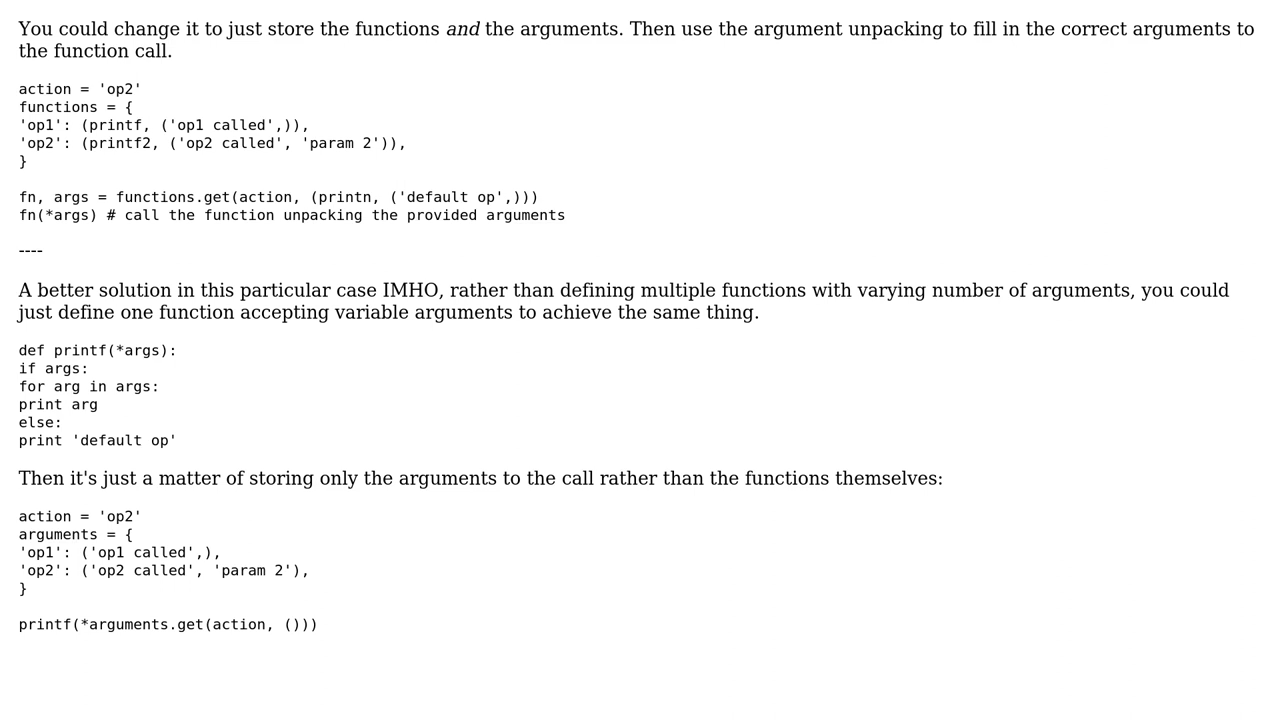 You could change it to just store the functions and the arguments. Then use the argument unpacking to fill in the correct arguments to
the function call.
action = 'op2'
functions = {
'op1': (printf, ('op1 called',)),
'op2': (printf2, ('op2 called', 'param 2')),
}
fn, args = functions.get(action, (printn, ('default op',)))
fn(*args) # call the function unpacking the provided arguments
----
A better solution in this particular case IMHO, rather than defining multiple functions with varying number of arguments, you could
just define one function accepting variable arguments to achieve the same thing.
def printf(*args):
if args:
for arg in args:
print arg
else:
print 'default op'
Then it's just a matter of storing only the arguments to the call rather than the functions themselves:
action = 'op2'
arguments = {
'op1': ('op1 called',),
'op2': ('op2 called', 'param 2'),
}
printf(*arguments.get(action, ()))